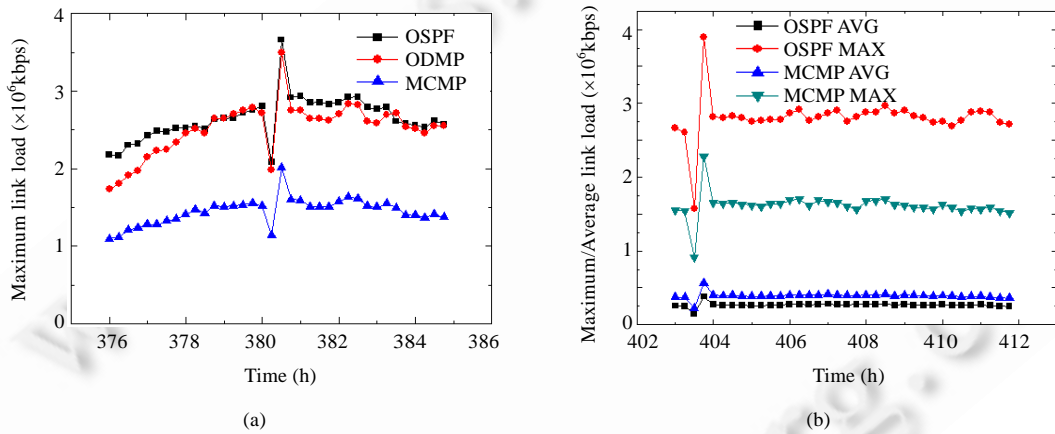 4
3
2
1
0
Maximum link load (×10⁶kbps)
OSPF
ODMP
MCMP
376 378 380 382 384 386
Time (h)
(a)
4
3
2
1
0
Maximum/Average link load (×10⁶kbps)
OSPF AVG
OSPF MAX
MCMP AVG
MCMP MAX
402 404 406 408 410 412
Time (h)
(b)